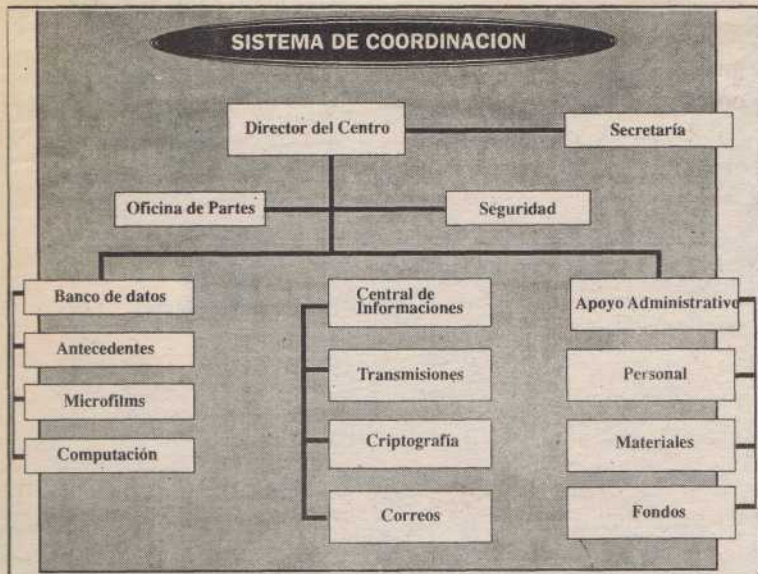 SISTEMA DE COORDINACION
Director del Centro
Secretaría
Oficina de Partes
Seguridad
Banco de datos
Antecedentes
Microfilms
Computación
Central de
Informaciones
Transmisiones
Criptografía
Correos
Apoyo Administrativo
Personal
Materiales
Fondos